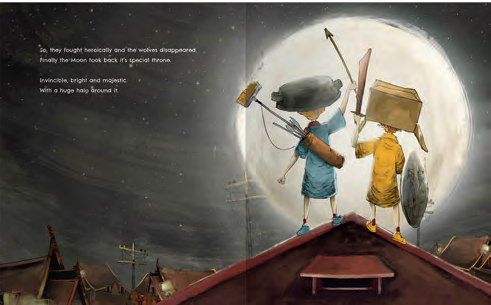 So, they fought heroically and the wolves disappeared.
Finally the Moon took back it's special throne.
Invincible, bright and majestic.
With a huge halo around it.